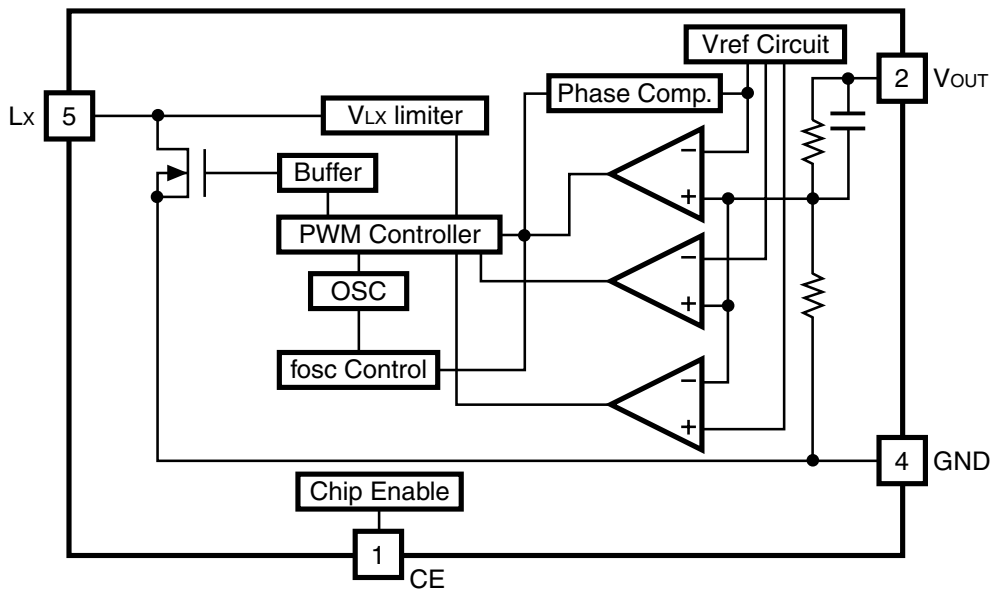 Vref Circuit
2 VOUT
Phase Comp.
LX 5
VLX limiter
−
Buffer
+
PWM Controller
−
OSC
+
fosc Control
−
+
4 GND
Chip Enable
1
CE